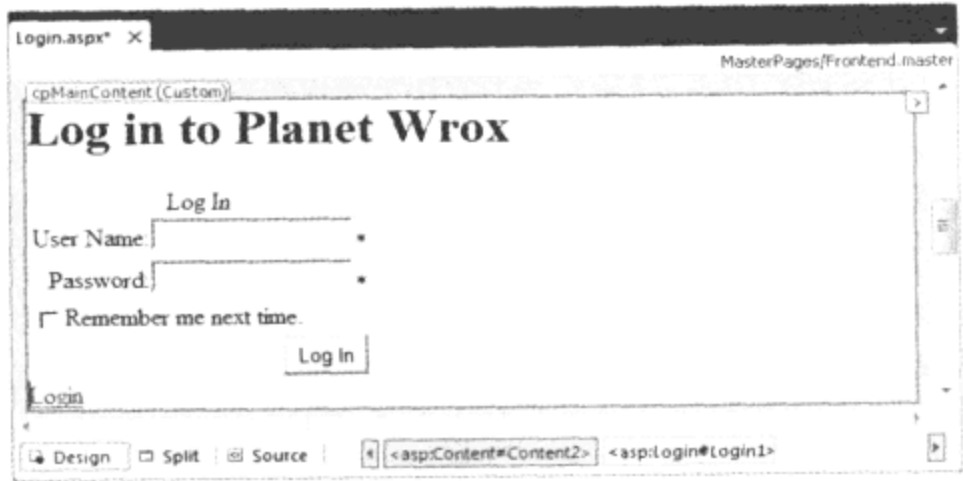 Login.aspx* ×
MasterPages/Frontend.master
cpMainContent (Custom)
Log in to Planet Wrox
Log In
User Name: *
Password: *
Remember me next time.
Log In
Login
Design Split Source <asp:Content#Content2> <asp:Login#Login1>